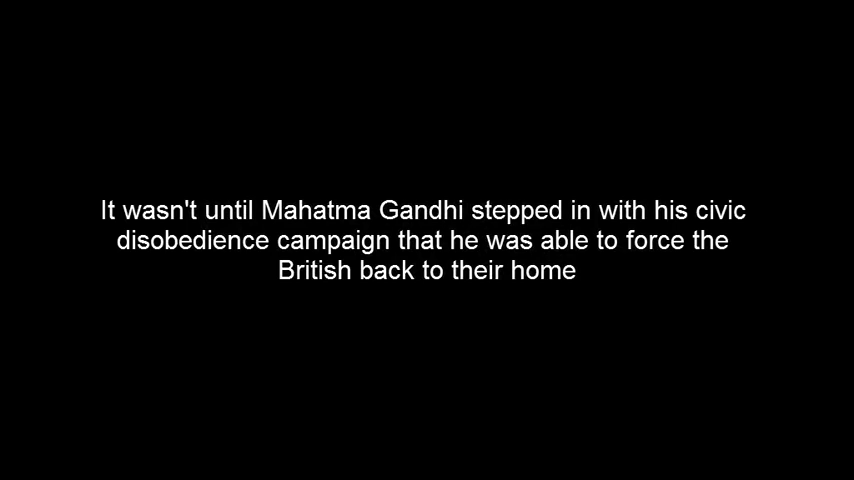 It wasn't until Mahatma Gandhi stepped in with his civic
disobedience campaign that he was able to force the
British back to their home